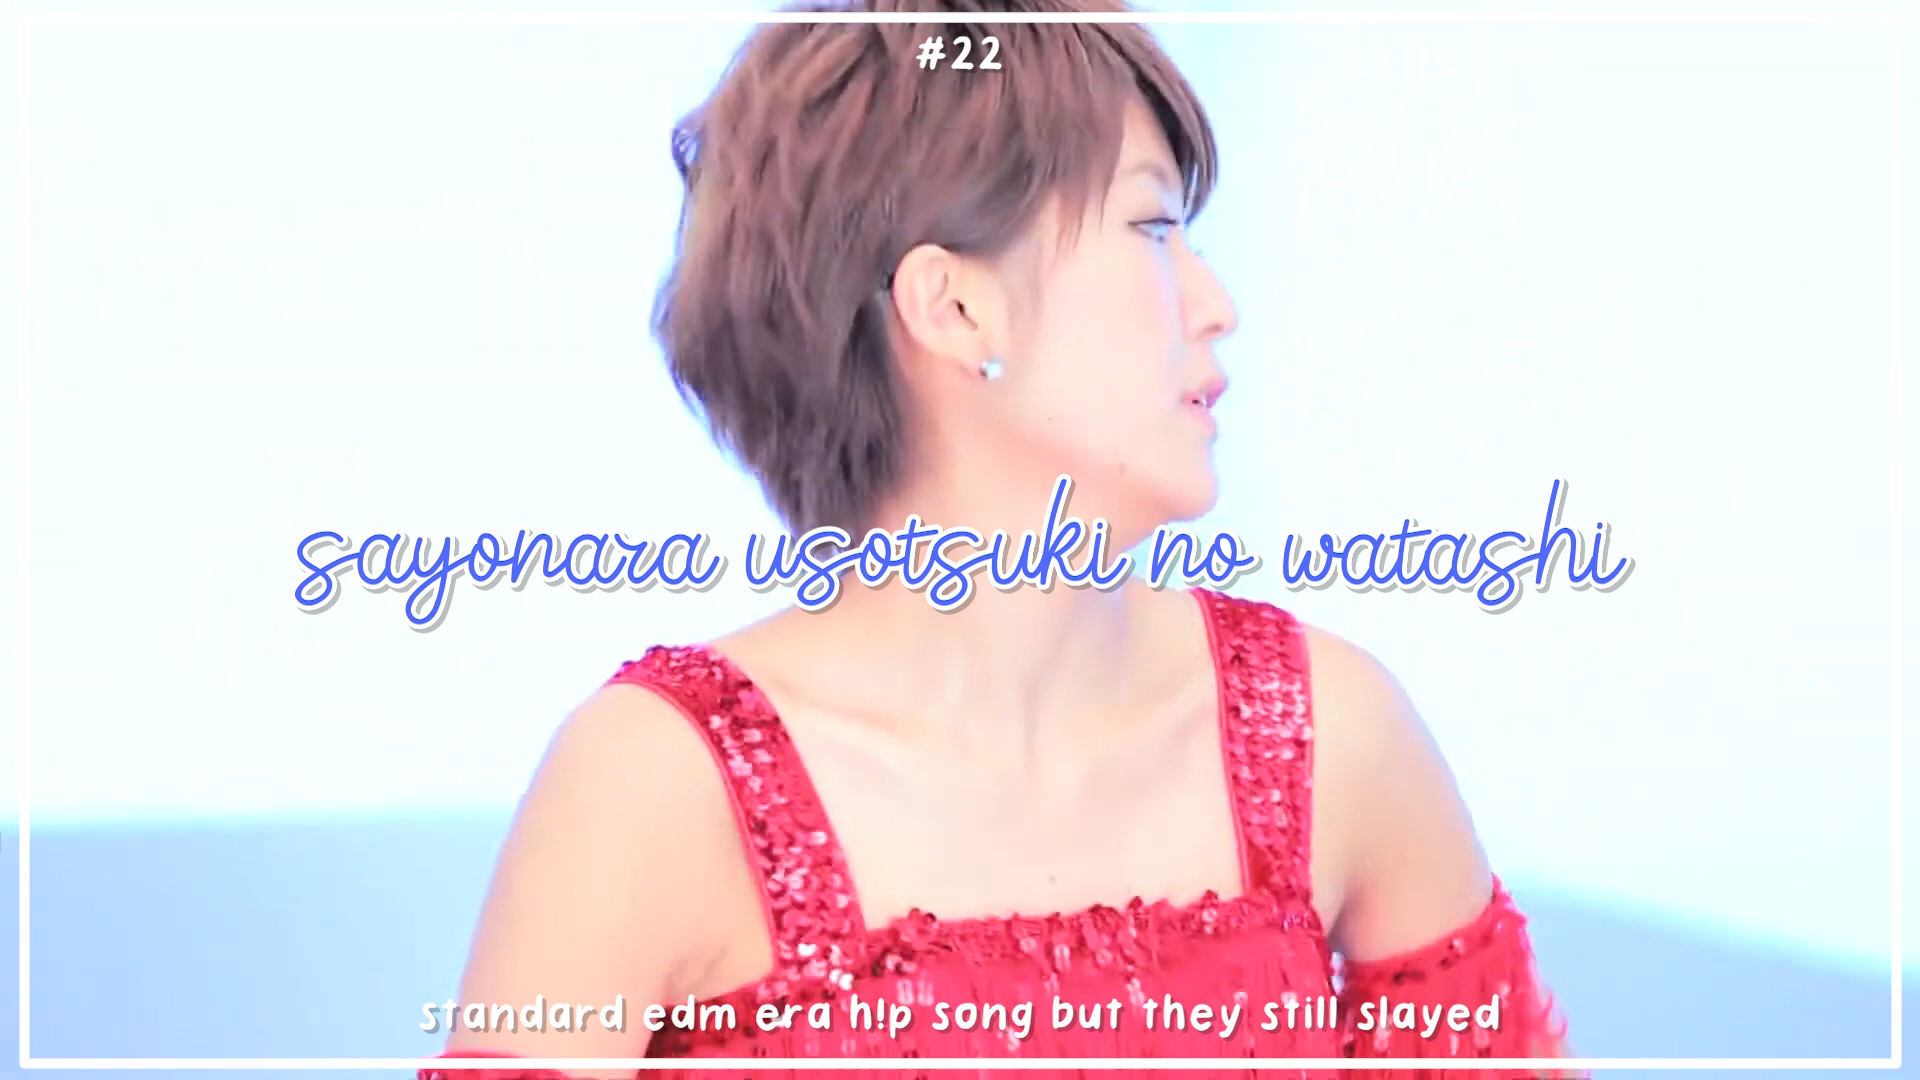 #22
sayonara usotsuki no watashi
standard edm era h!p song but they still slayed